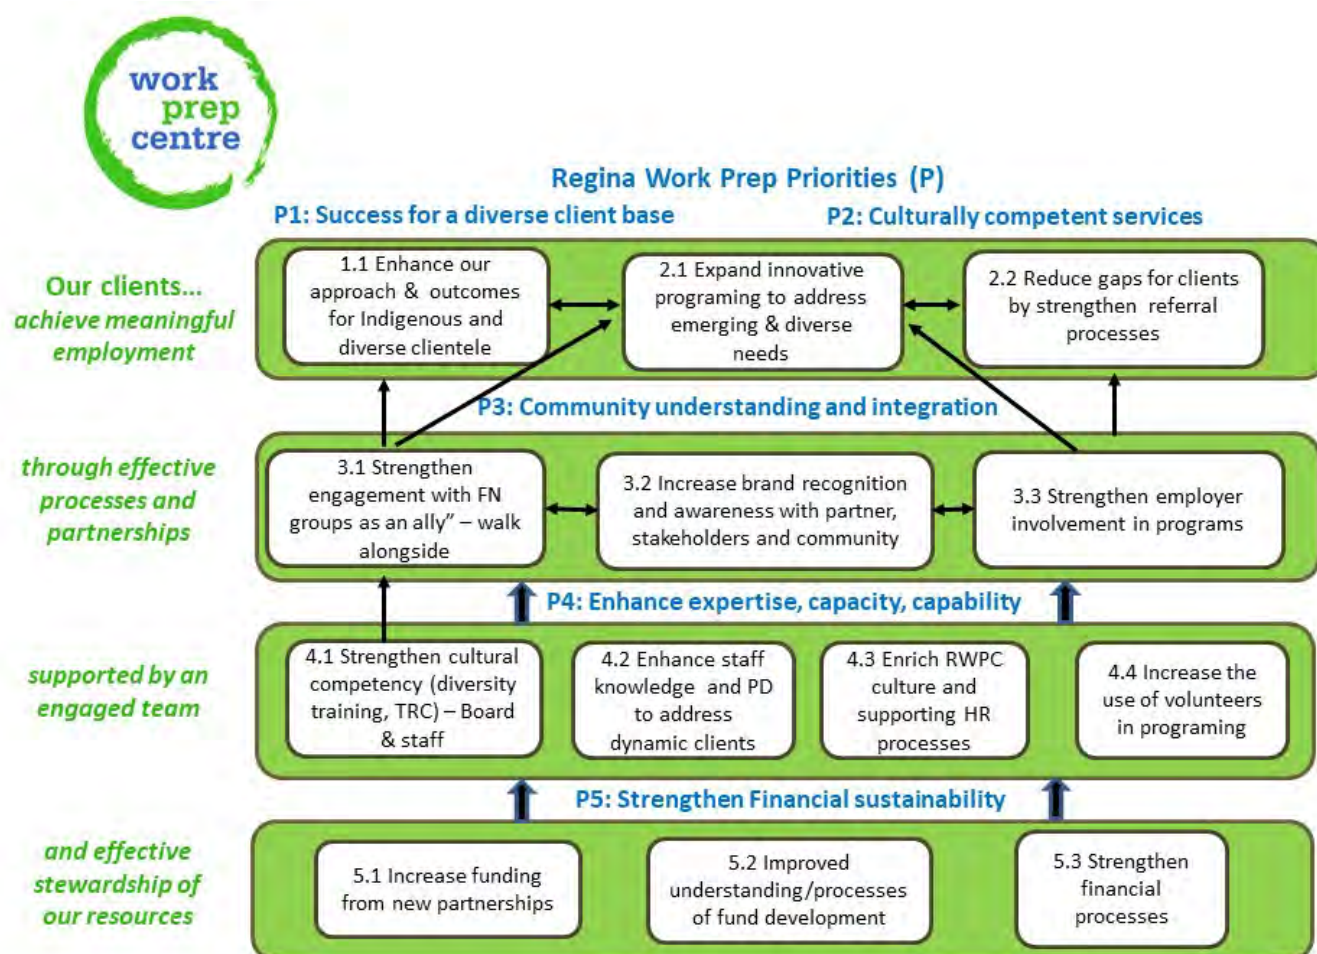 work
prep
centre
Regina Work Prep Priorities (P)
P1: Success for a diverse client base
P2: Culturally competent services
Our clients...
achieve meaningful
employment
1.1 Enhance our
approach & outcomes
for Indigenous and
diverse clientele
2.1 Expand innovative
programing to address
emerging & diverse
needs
2.2 Reduce gaps for clients
by strengthen referral
processes
P3: Community understanding and integration
through effective
processes and
partnerships
3.1 Strengthen
engagement with FN
groups as an ally” – walk
alongside
3.2 Increase brand recognition
and awareness with partner,
stakeholders and community
3.3 Strengthen employer
involvement in programs
P4: Enhance expertise, capacity, capability
supported by an
engaged team
4.1 Strengthen cultural
competency (diversity
training, TRC) – Board
& staff
4.2 Enhance staff
knowledge and PD
to address
dynamic clients
4.3 Enrich RWPC
culture and
supporting HR
processes
4.4 Increase the
use of volunteers
in programing
P5: Strengthen Financial sustainability
and effective
stewardship of
our resources
5.1 Increase funding
from new partnerships
5.2 Improved
understanding/processes
of fund development
5.3 Strengthen
financial
processes